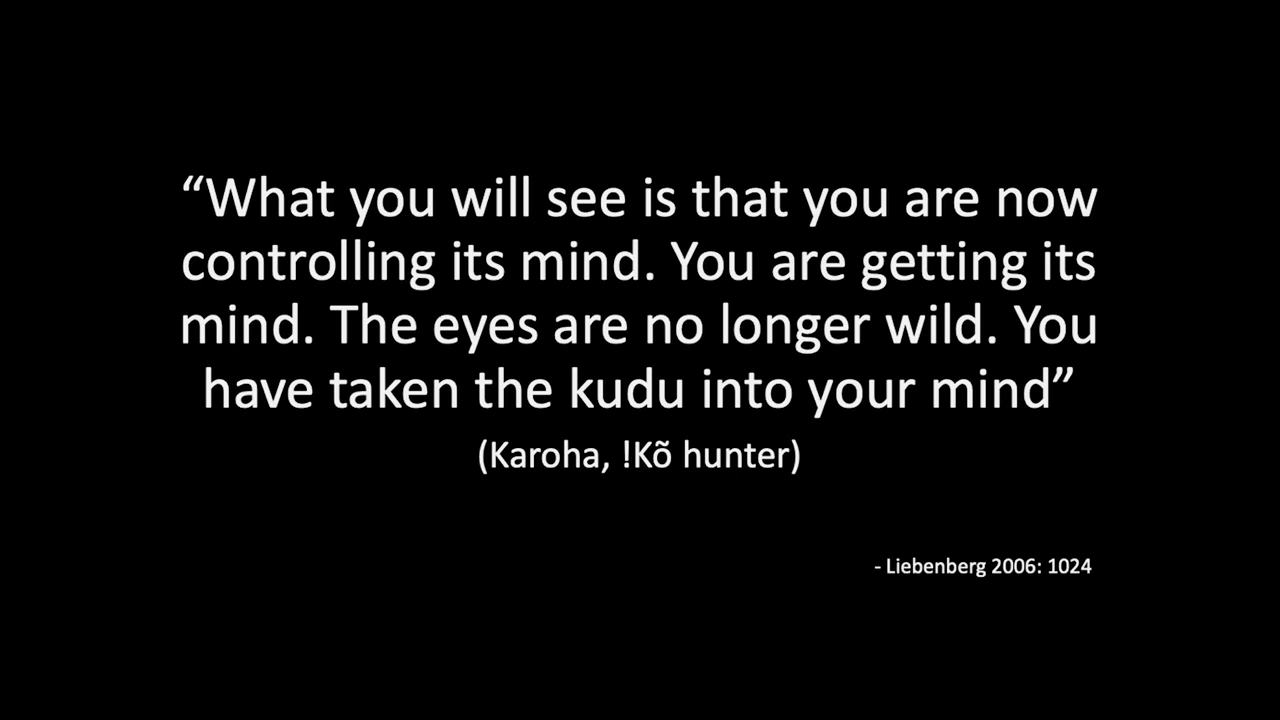 “What you will see is that you are now
controlling its mind. You are getting its
mind. The eyes are no longer wild. You
have taken the kudu into your mind”
(Karoha, !Kõ hunter)
- Liebenberg 2006: 1024